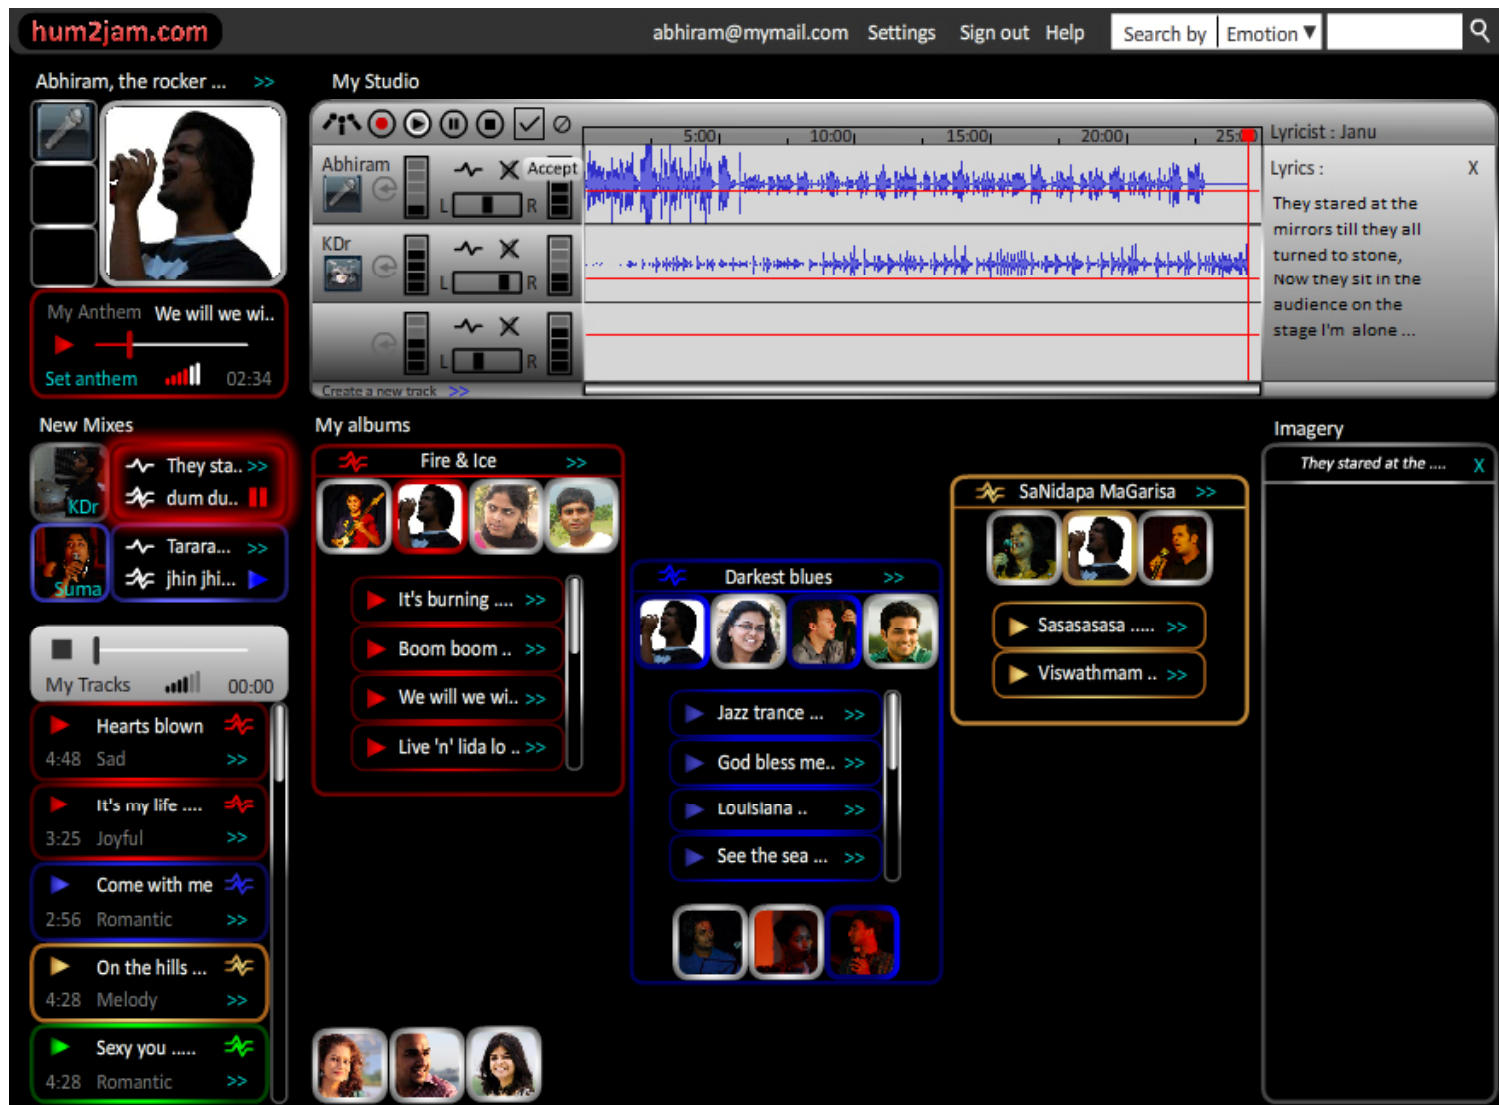 hum2jam.com
abhiram@mymail.com Settings Sign out Help Search by Emotion
Abhiram, the rocker ... >>
My Anthem We will we wi..
Set anthem 02:34
My Studio
5:00 10:00 15:00 20:00 25:00
Abhiram
Accept
L R
KDr
L R
L R
Create a new track >>
Lyricist : Janu
Lyrics : X
They stared at the
mirrors till they all
turned to stone,
Now they sit in the
audience on the
stage I'm alone ...
New Mixes
They sta.. >>
KDr dum du..
Tarara... >>
Suma jhin jhi...
My Tracks 00:00
Hearts blown
4:48 Sad >>
It's my life ....
3:25 Joyful >>
Come with me
2:56 Romantic >>
On the hills ...
4:28 Melody >>
Sexy you .....
4:28 Romantic >>
My albums
Fire & Ice >>
It's burning .... >>
Boom boom .. >>
We will we wi.. >>
Live 'n' lida lo .. >>
Darkest blues >>
Jazz trance ... >>
God bless me.. >>
Louisiana .. >>
See the sea ... >>
SaNidapa MaGarisa >>
Sasasasasa ..... >>
Viswathmam .. >>
Imagery
They stared at the .... X